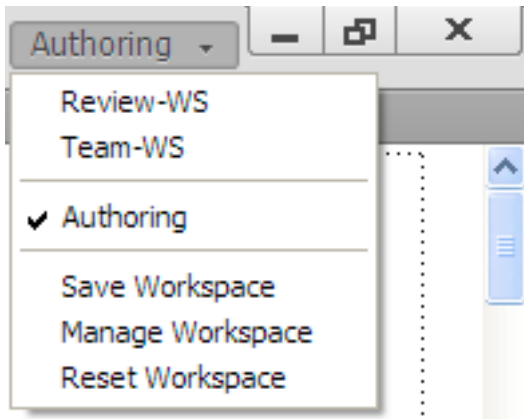 Authoring
Review-WS
Team-WS
Authoring
Save Workspace
Manage Workspace
Reset Workspace